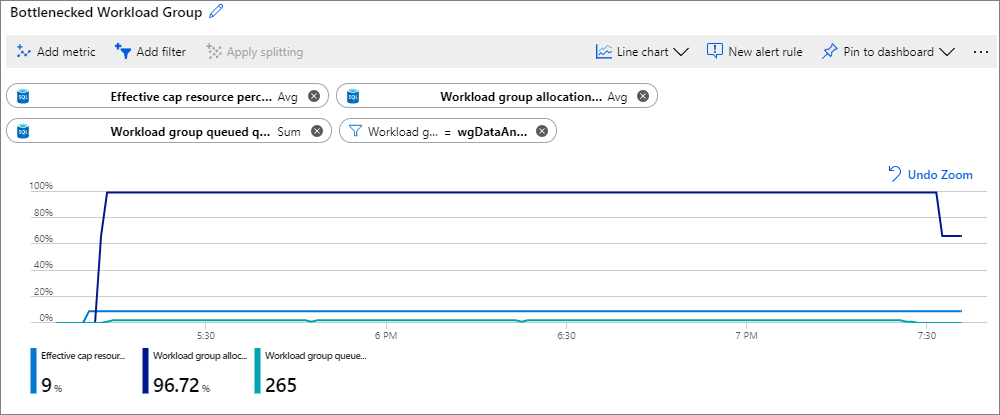 Bottlenecked Workload Group
Add metric Add filter Apply splitting Line chart New alert rule Pin to dashboard ...
SQL Effective cap resource perc... Avg SQL Workload group allocation... Avg
SQL Workload group queued q... Sum Workload g... = wgDataAn...
Undo Zoom
100%
80%
60%
40%
20%
0%
5:30 6 PM 6:30 7 PM 7:30
Effective cap resour... Workload group alloc... Workload group queue...
9 % 96.72 % 265